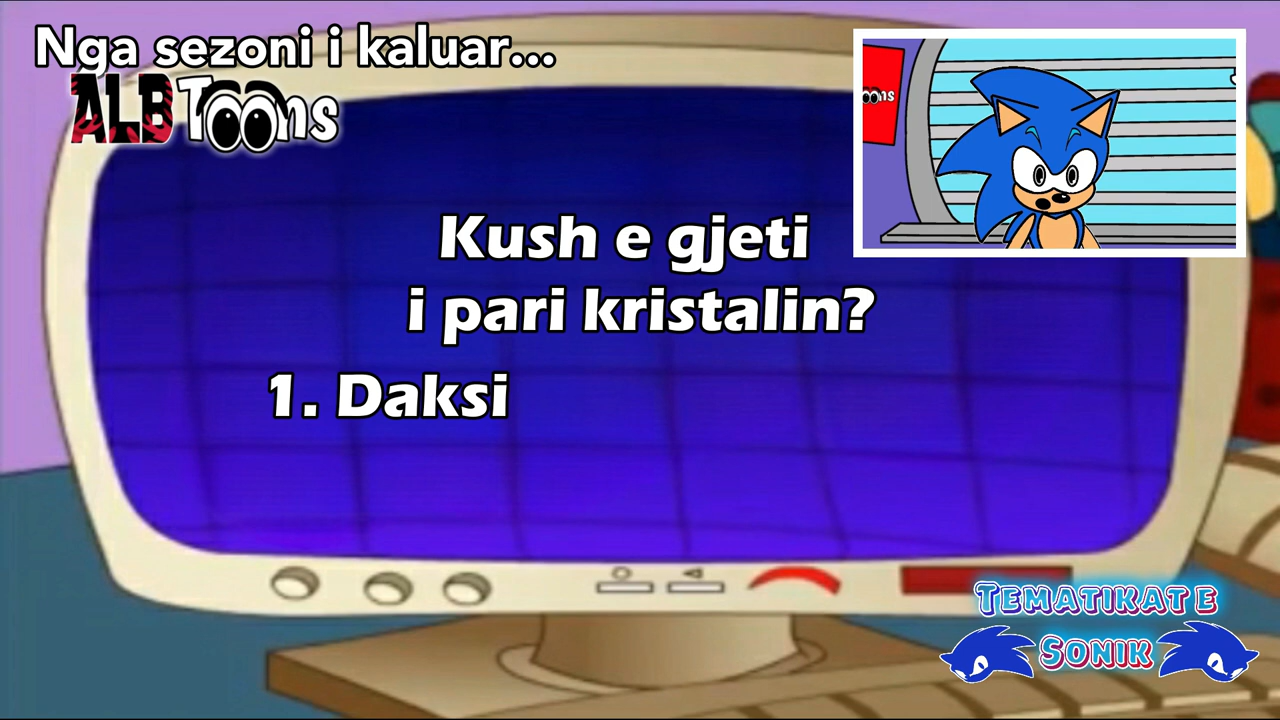 Nga sezoni i kaluar...
ALBToons
Kush e gjeti
i pari kristalin?
1. Daksi
TEMATIKAT E
SONIK